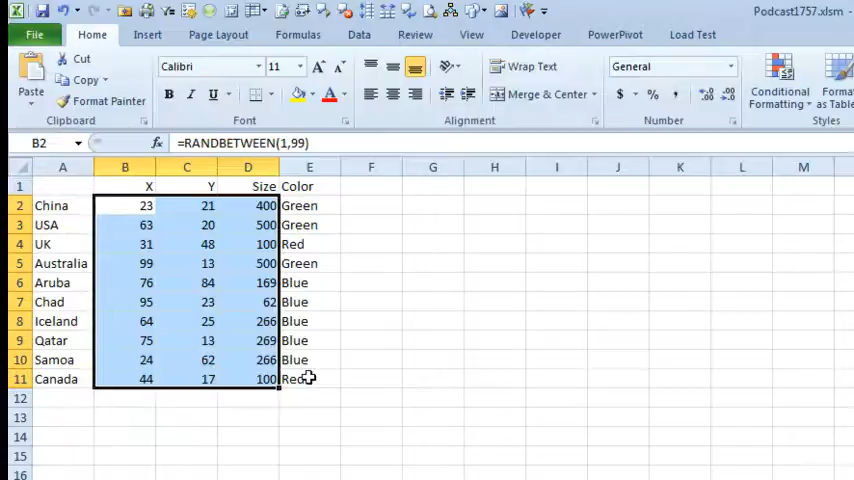 Podcast1757.xlsm -
File Home Insert Page Layout Formulas Data Review View Developer PowerPivot Load Test
Paste
Cut
Copy
Format Painter
Clipboard
Calibri 11 A A
B I U A
Font
Wrap Text
Merge & Center
Alignment
General
$ % , .00 .0
Number
Conditional Formatting
Format as Table
Styles
B2 fx =RANDBETWEEN(1,99)
A B C D E F G H I J K L M
1 X Y Size Color
2 China 23 21 400 Green
3 USA 63 20 500 Green
4 UK 31 48 100 Red
5 Australia 99 13 500 Green
6 Aruba 76 84 169 Blue
7 Chad 95 23 62 Blue
8 Iceland 64 25 266 Blue
9 Qatar 75 13 269 Blue
10 Samoa 24 62 266 Blue
11 Canada 44 17 100 Red
12
13
14
15
16